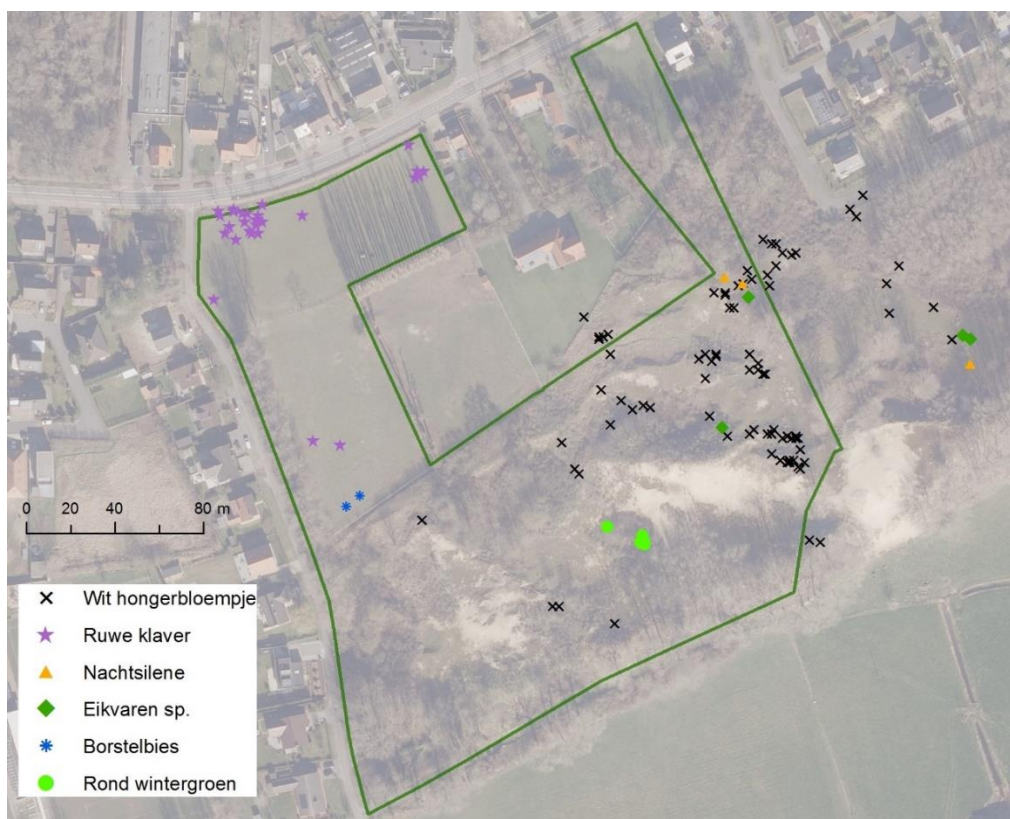 0 20 40 80 m
Wit hongerbloempje
Ruwe klaver
Nachtsilene
Eikvaren sp.
Borstelbies
Rond wintergroen